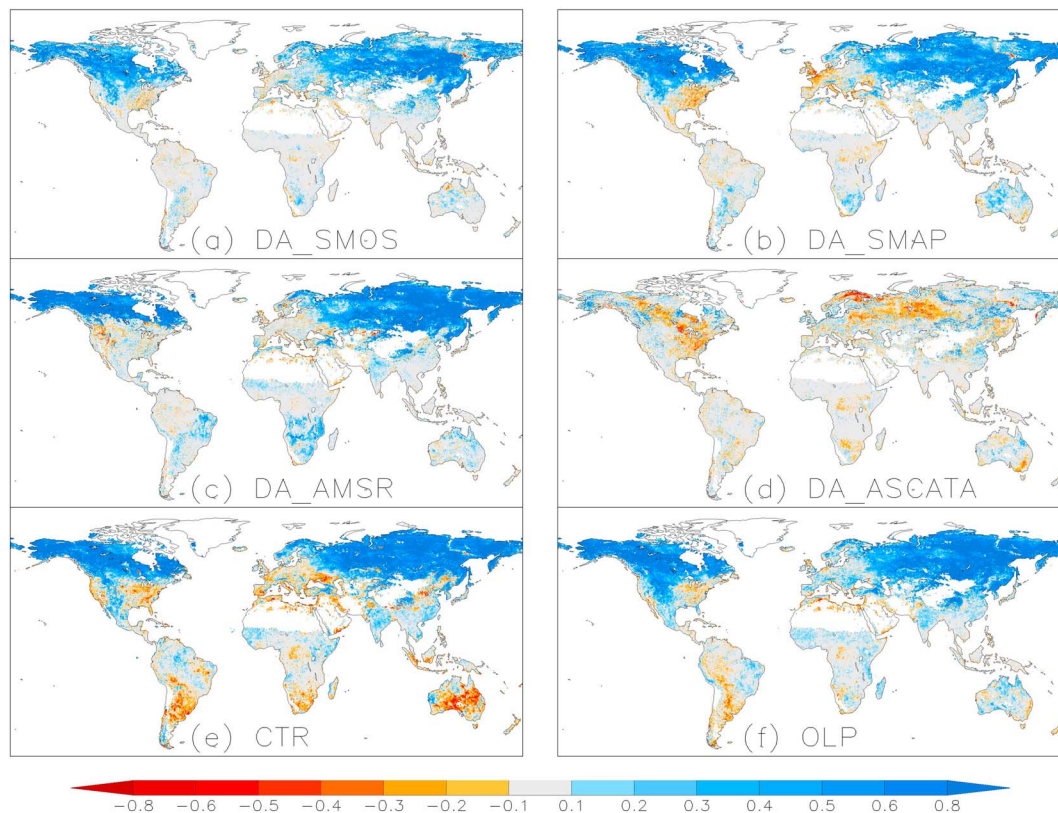 (a) DA_SMOS
(b) DA_SMAP
(c) DA_AMSR
(d) DA_ASCATA
(e) CTR
(f) OLP
-0.8 -0.6 -0.5 -0.4 -0.3 -0.2 -0.1 0.1 0.2 0.3 0.4 0.5 0.6 0.8